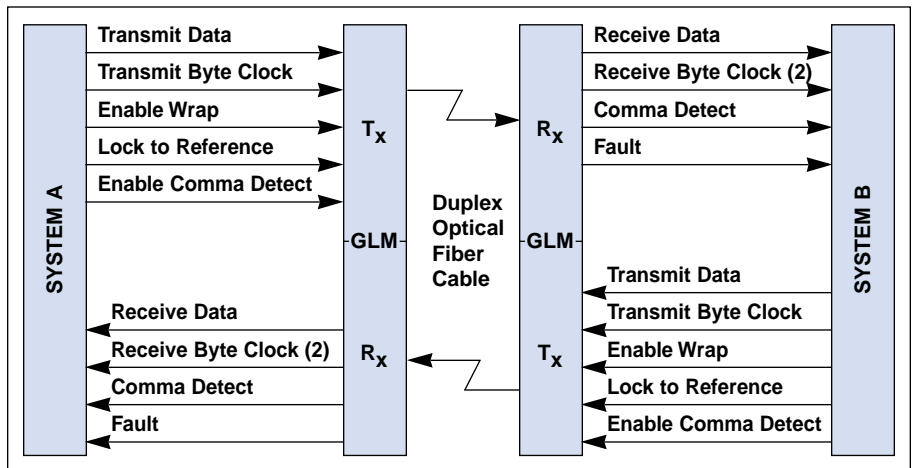 SYSTEM A
Transmit Data
Transmit Byte Clock
Enable Wrap
Lock to Reference
Enable Comma Detect
Receive Data
Receive Byte Clock (2)
Comma Detect
Fault
Tx
GLM
Rx
Duplex
Optical
Fiber
Cable
Rx
GLM
Tx
Receive Data
Receive Byte Clock (2)
Comma Detect
Fault
Transmit Data
Transmit Byte Clock
Enable Wrap
Lock to Reference
Enable Comma Detect
SYSTEM B